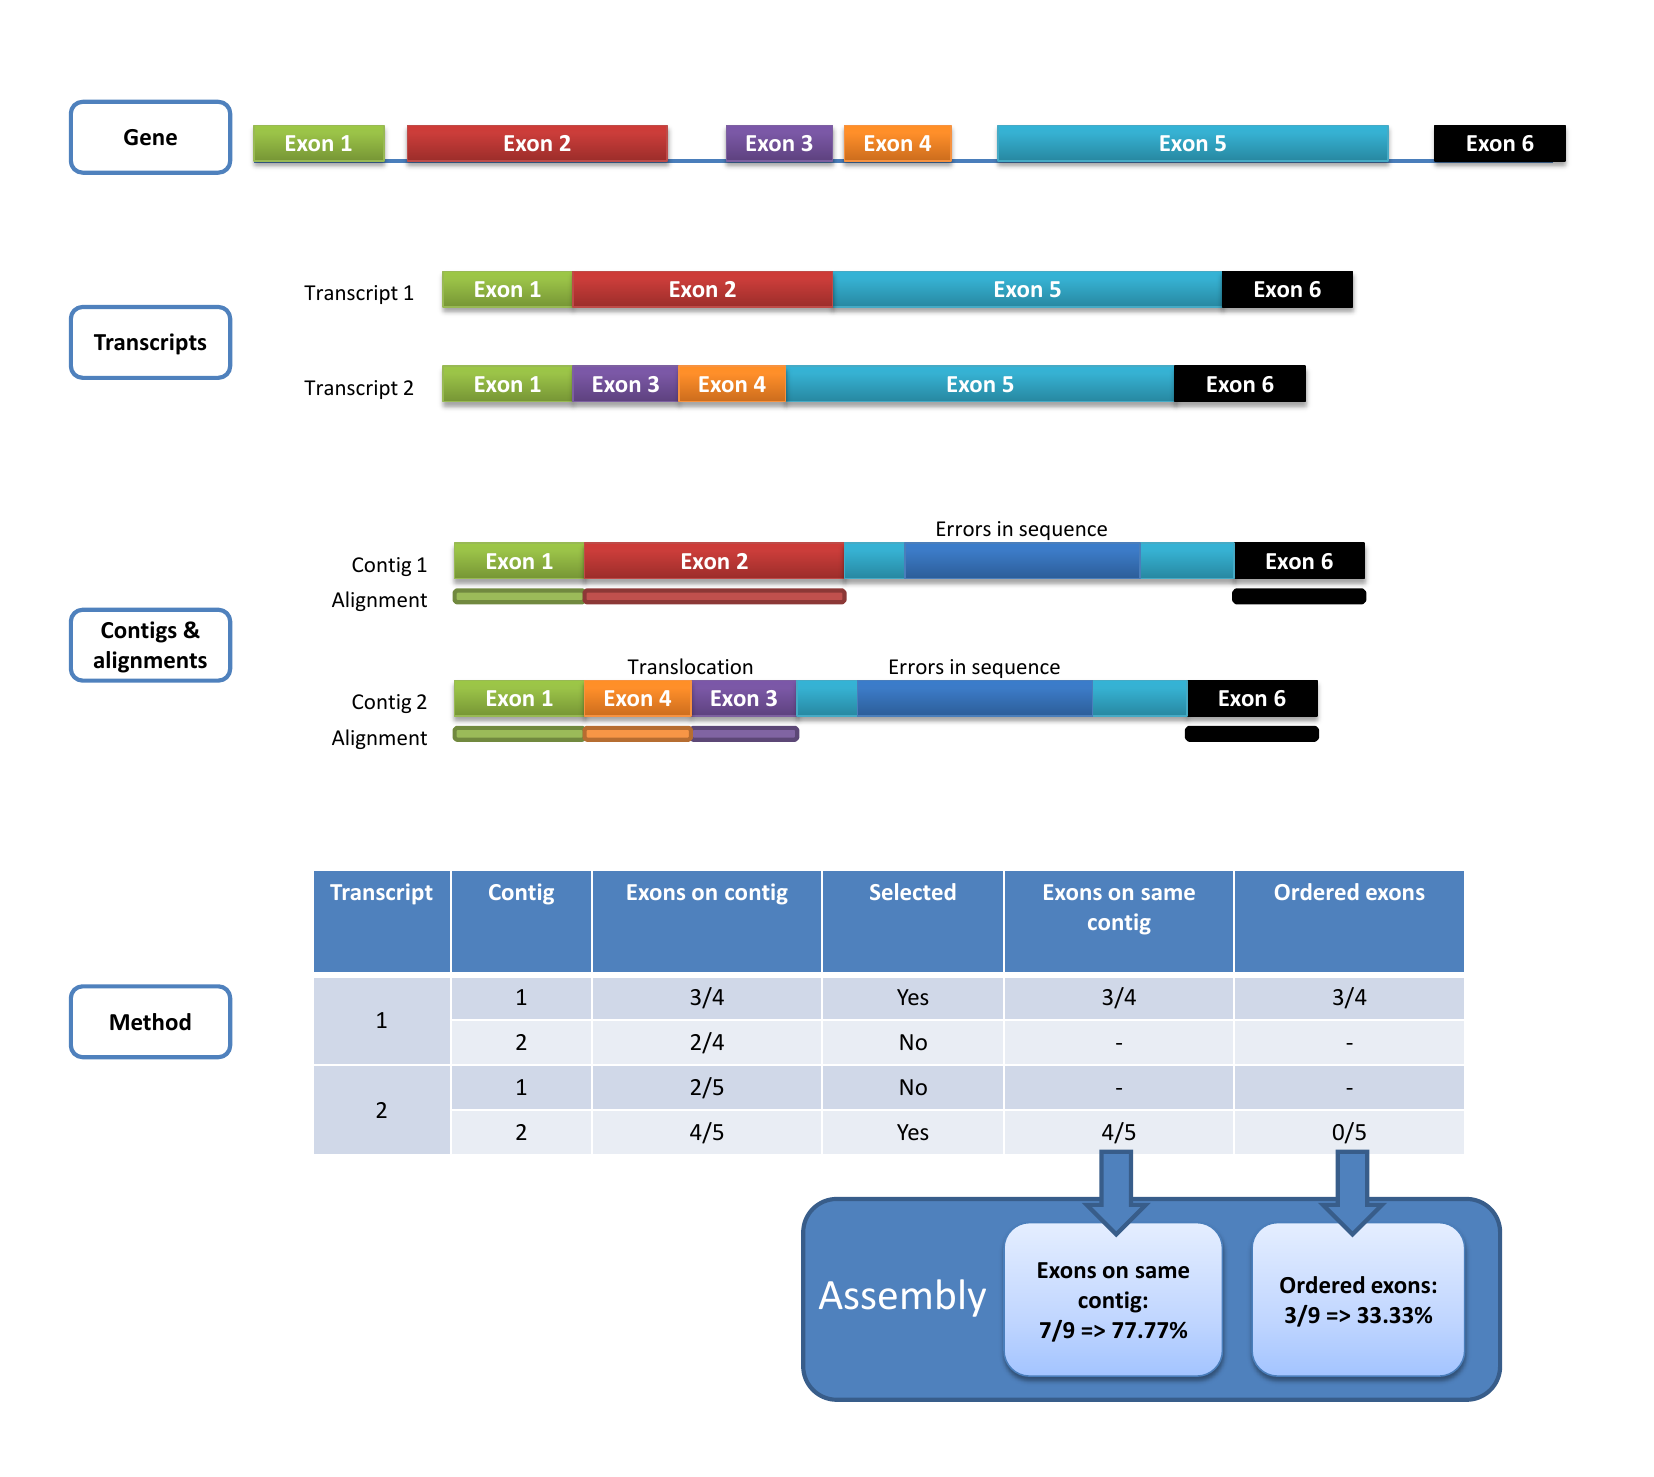 Gene
Exon 1 Exon 2 Exon 3 Exon 4 Exon 5 Exon 6
Transcripts
Transcript 1 Exon 1 Exon 2 Exon 5 Exon 6
Transcript 2 Exon 1 Exon 3 Exon 4 Exon 5 Exon 6
Contigs &
alignments
Errors in sequence
Contig 1 Exon 1 Exon 2 Exon 6
Alignment
Translocation Errors in sequence
Contig 2 Exon 1 Exon 4 Exon 3 Exon 6
Alignment
Method
Transcript Contig Exons on contig Selected Exons on same contig Ordered exons
1 1 3/4 Yes 3/4 3/4
2 2/4 No - -
2 1 2/5 No - -
2 4/5 Yes 4/5 0/5
Assembly
Exons on same
contig:
7/9 => 77.77%
Ordered exons:
3/9 => 33.33%